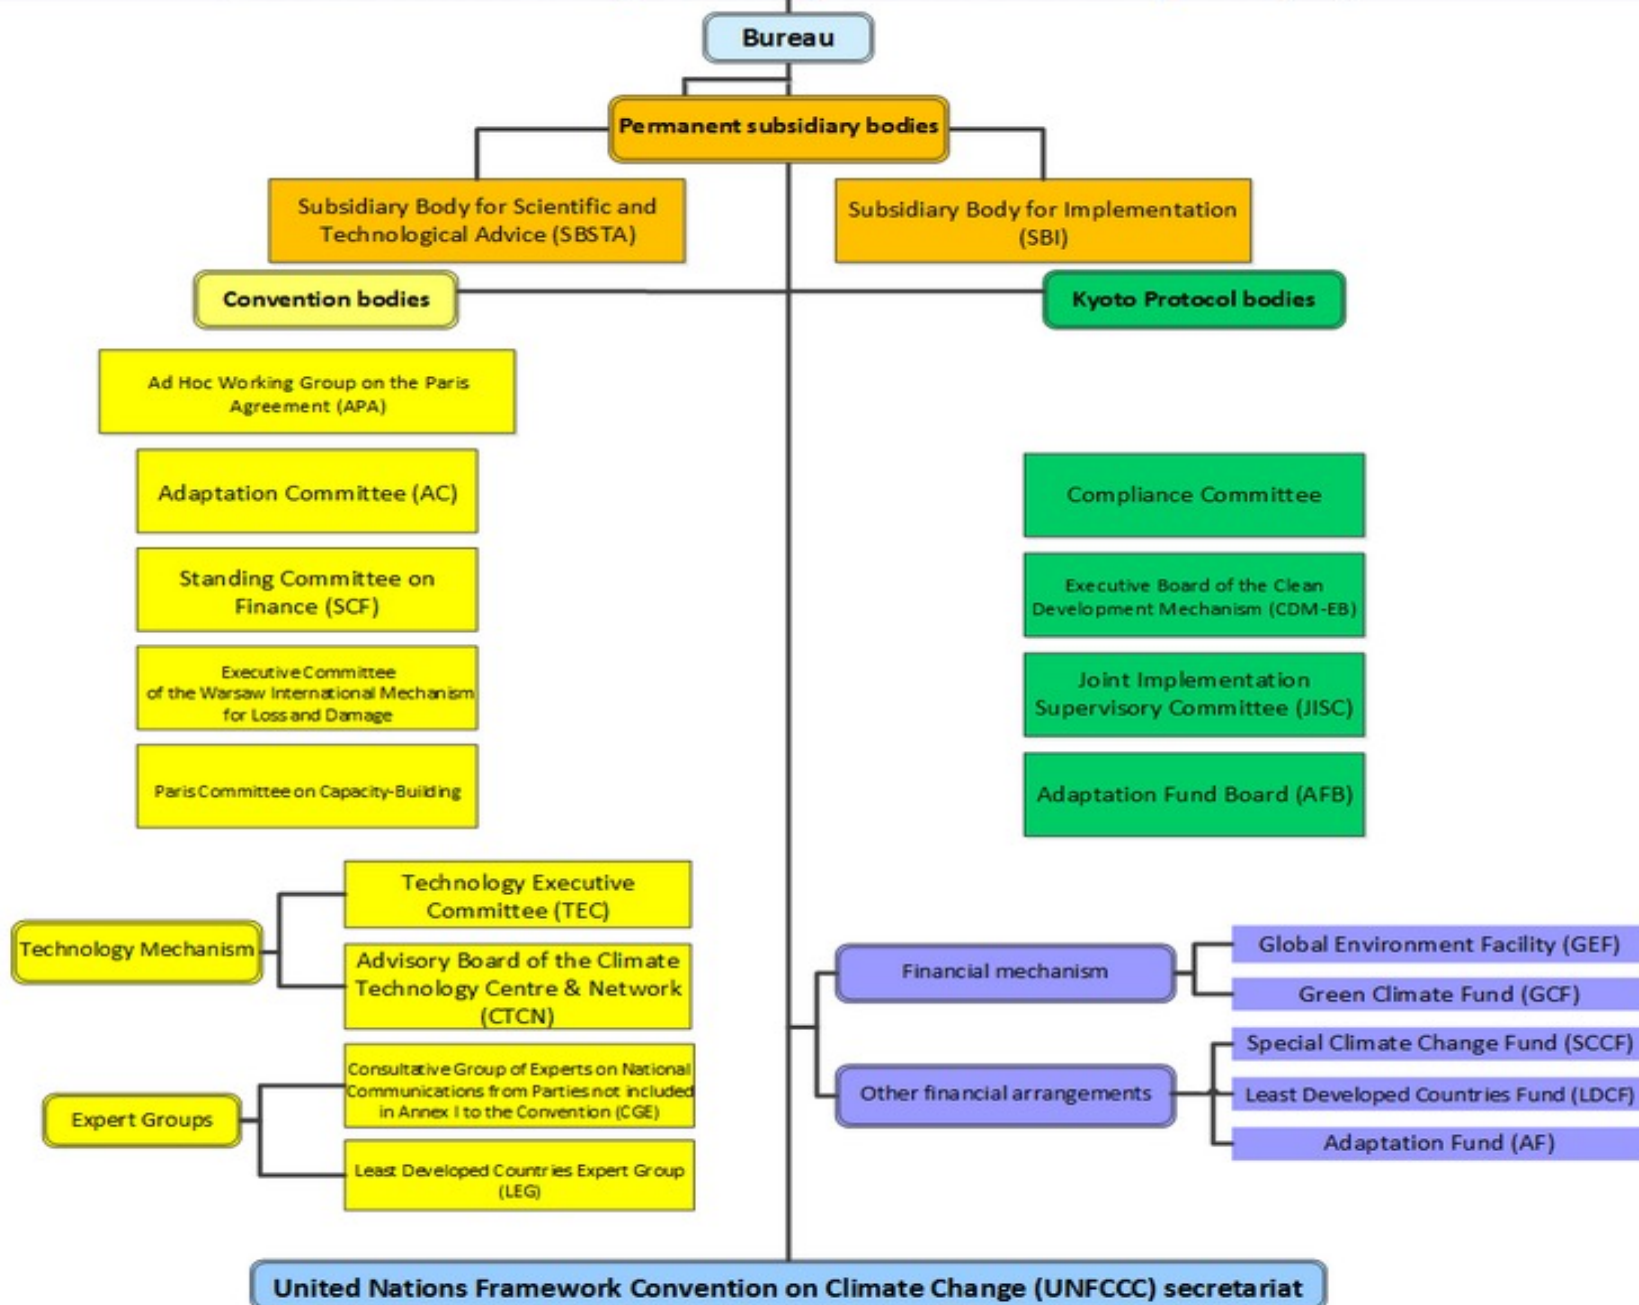 Bureau
Permanent subsidiary bodies
Subsidiary Body for Scientific and
Technological Advice (SBSTA)
Subsidiary Body for Implementation
(SBI)
Convention bodies
Kyoto Protocol bodies
Ad Hoc Working Group on the Paris
Agreement (APA)
Adaptation Committee (AC)
Standing Committee on
Finance (SCF)
Executive Committee
of the Warsaw International Mechanism
for Loss and Damage
Paris Committee on Capacity-Building
Compliance Committee
Executive Board of the Clean
Development Mechanism (CDM-EB)
Joint Implementation
Supervisory Committee (JISC)
Adaptation Fund Board (AFB)
Technology Mechanism
Technology Executive
Committee (TEC)
Advisory Board of the Climate
Technology Centre & Network
(CTCN)
Expert Groups
Consultative Group of Experts on National
Communications from Parties not included
in Annex I to the Convention (CGE)
Least Developed Countries Expert Group
(LEG)
Financial mechanism
Global Environment Facility (GEF)
Green Climate Fund (GCF)
Other financial arrangements
Special Climate Change Fund (SCCF)
Least Developed Countries Fund (LDCF)
Adaptation Fund (AF)
United Nations Framework Convention on Climate Change (UNFCCC) secretariat